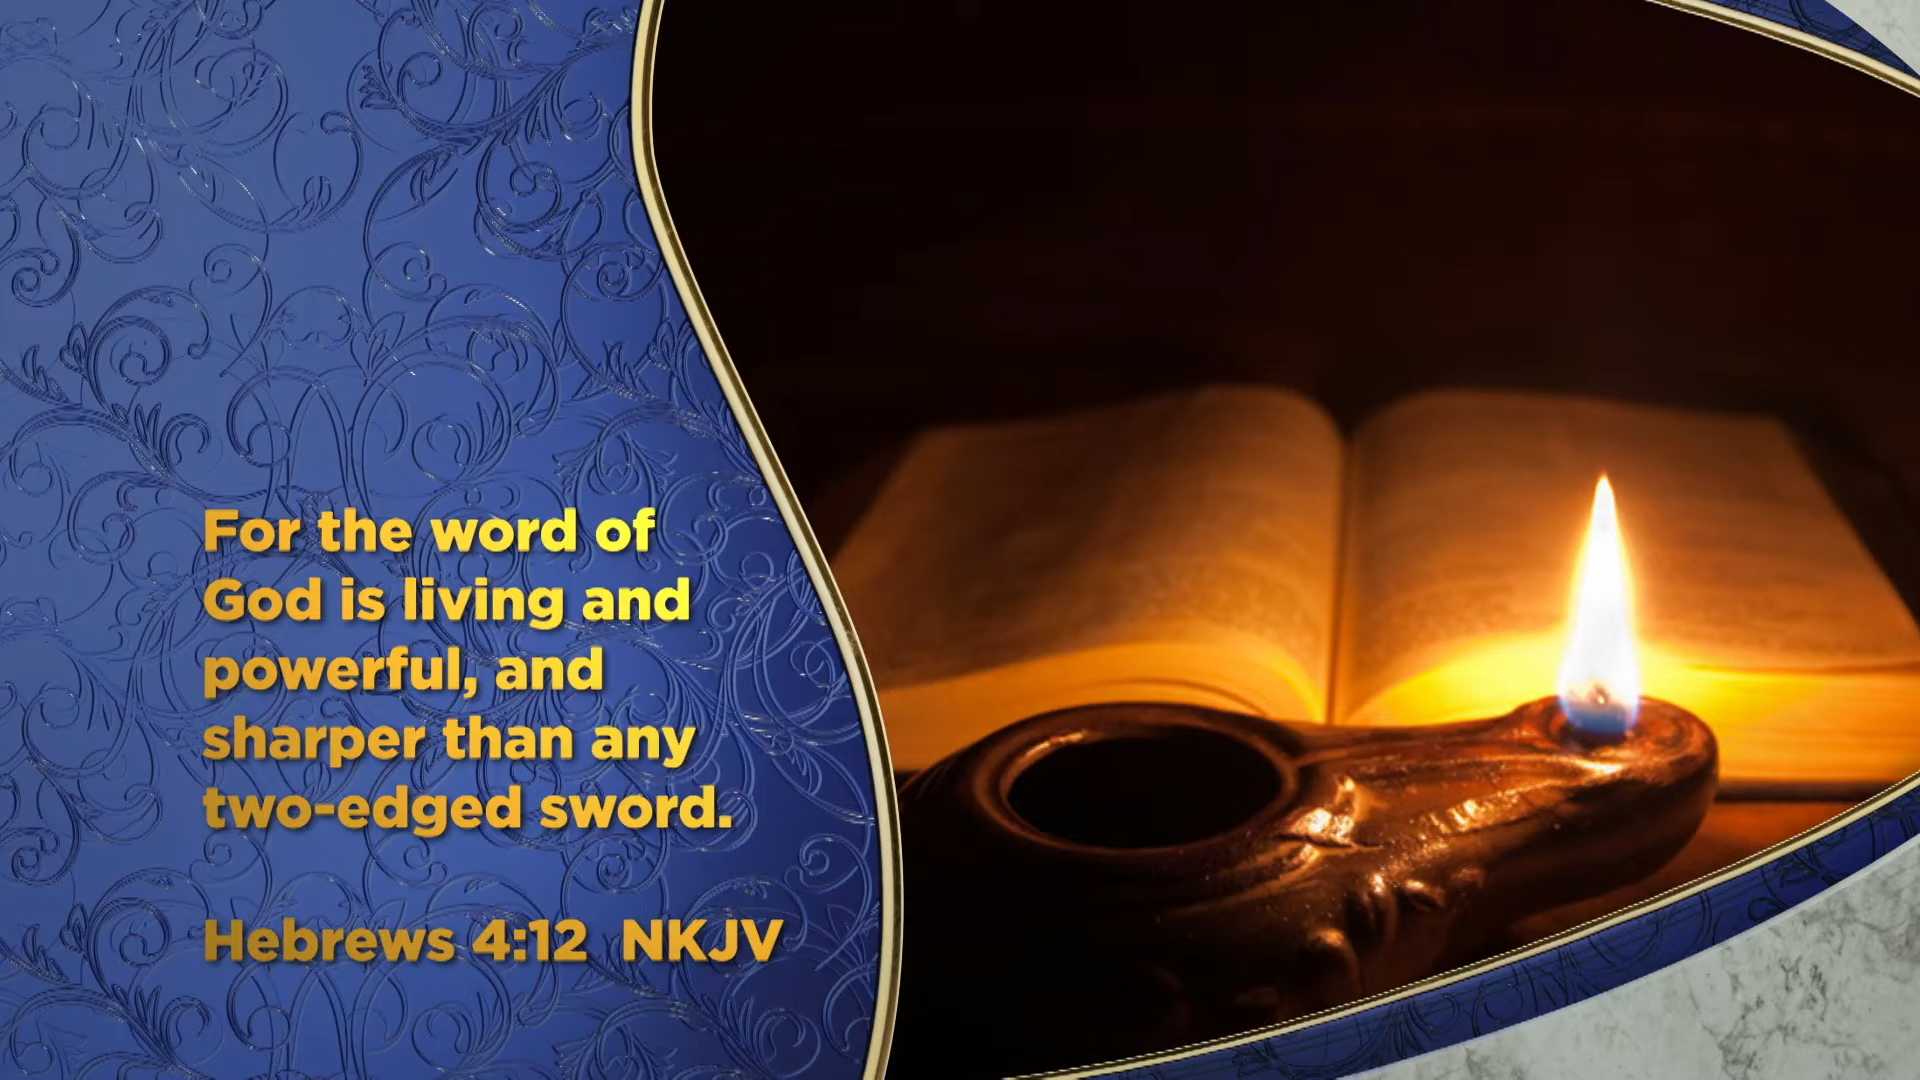 For the word of
God is living and
powerful, and
sharper than any
two-edged sword.
Hebrews 4:12 NKJV